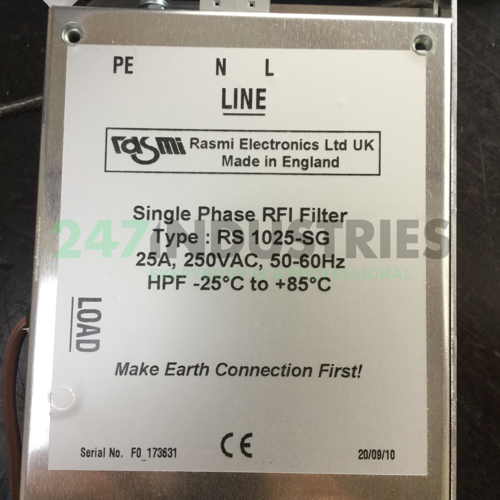 PE N L
LINE
rasmi Rasmi Electronics Ltd UK
Made in England
Single Phase RFI Filter
Type : RS 1025-SG
25A, 250VAC, 50-60Hz
HPF -25°C to +85°C
247INDUSTRIES
LOAD
Make Earth Connection First!
Serial No. F0_173631
CE
20/09/10